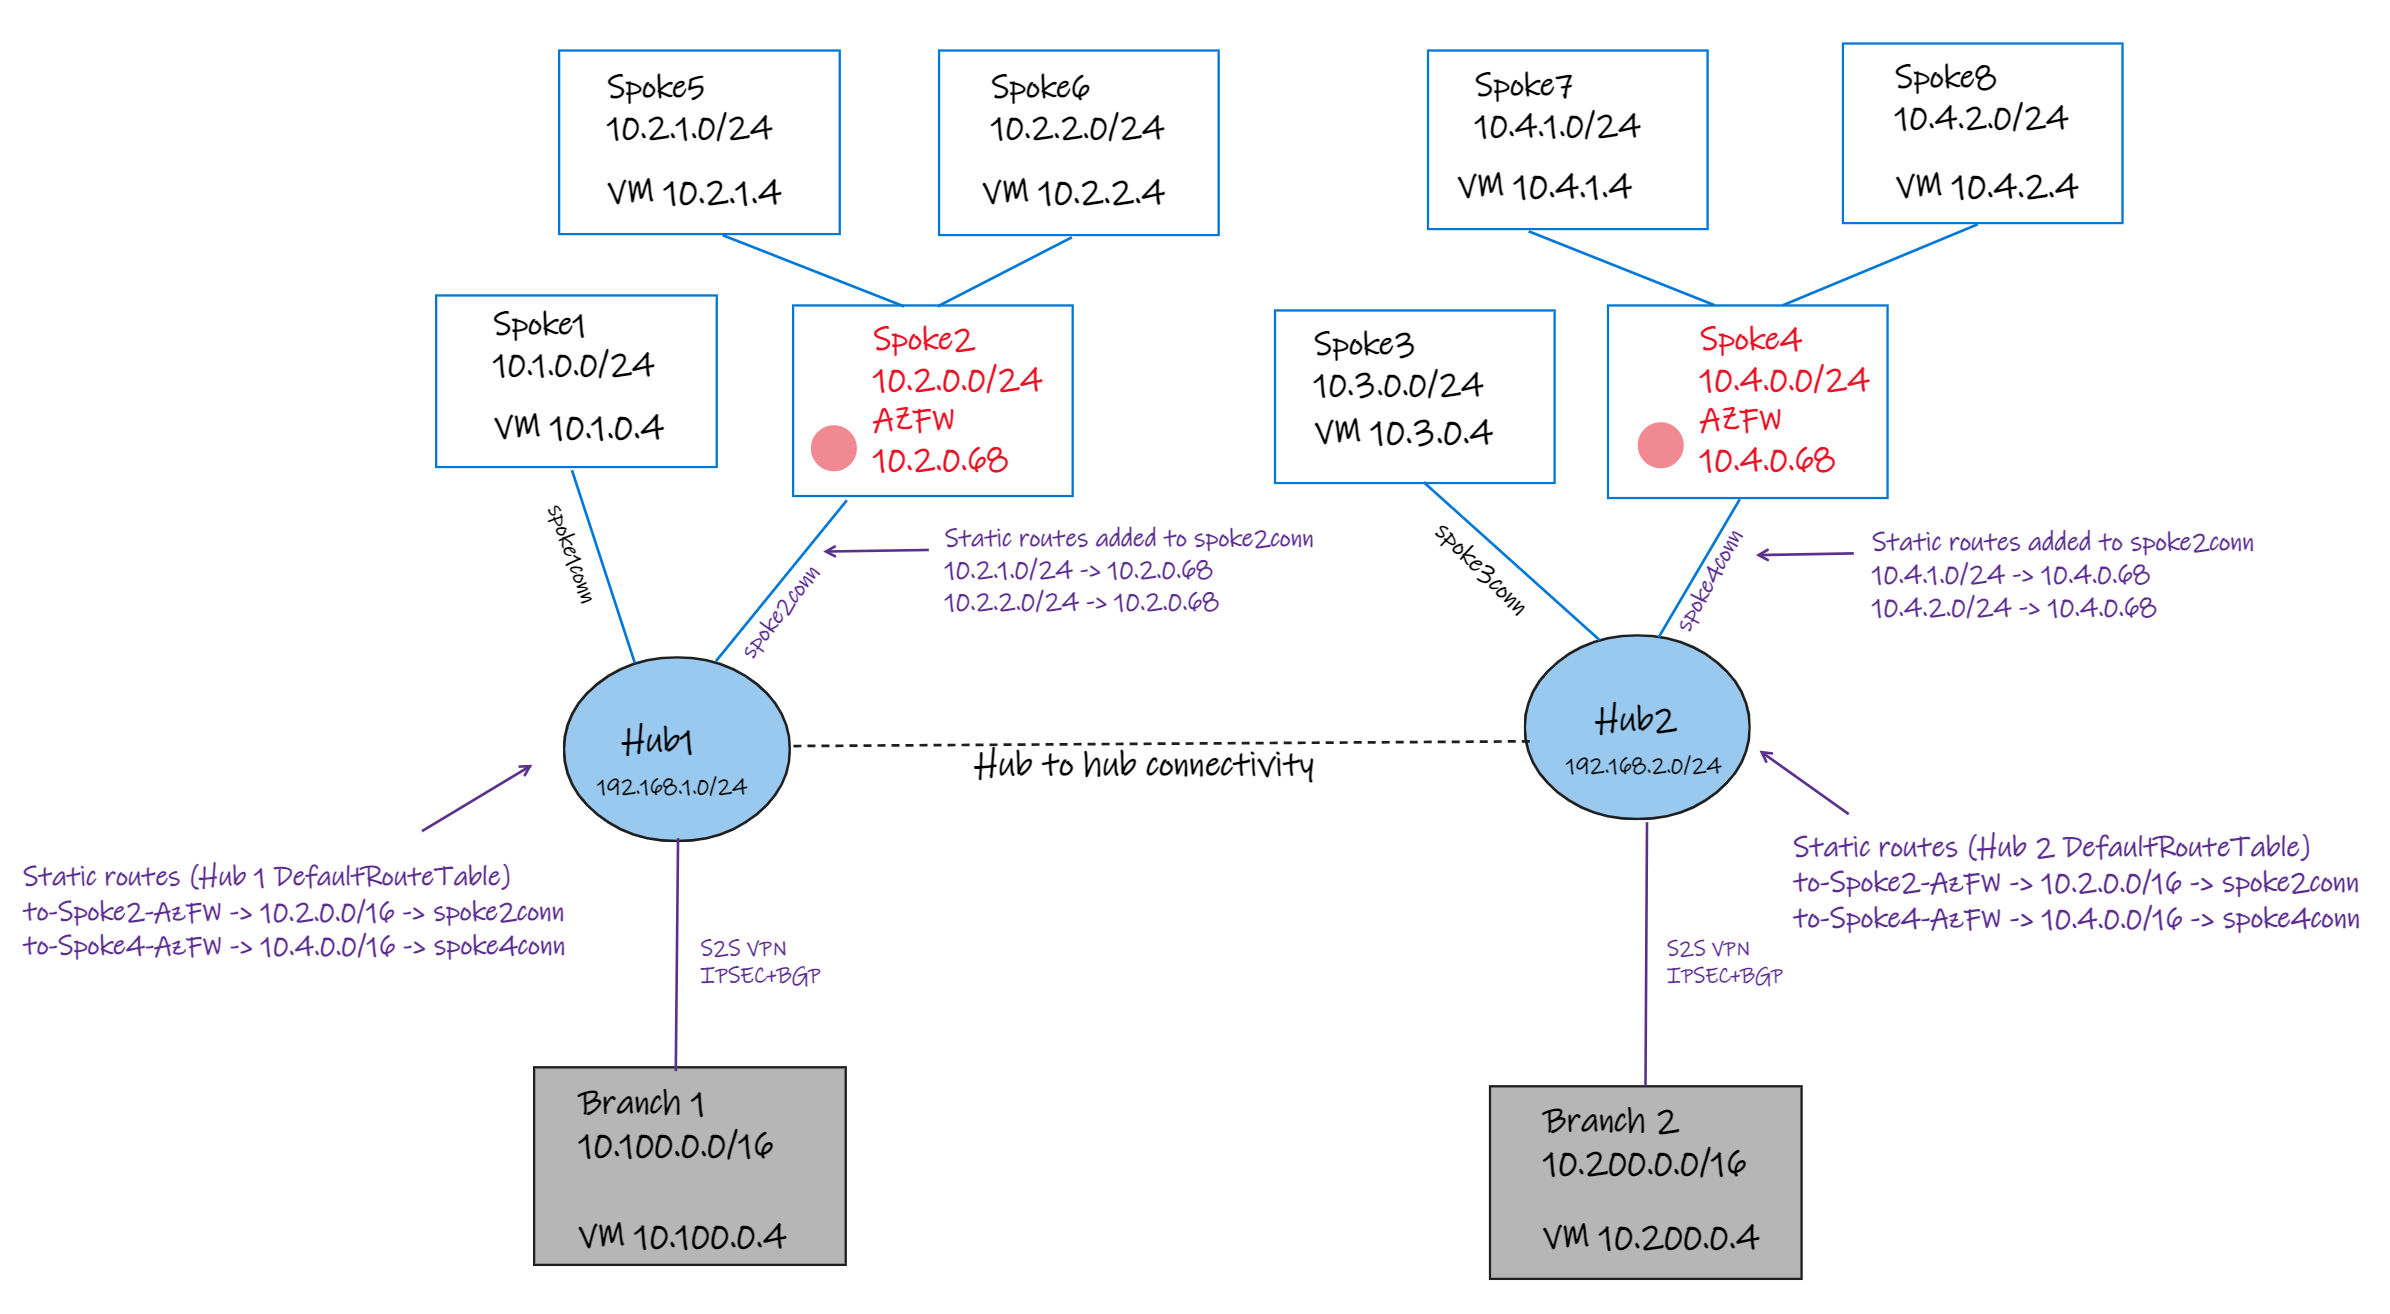 Spoke5
10.2.1.0/24
VM 10.2.1.4
Spoke6
10.2.2.0/24
VM 10.2.2.4
Spoke7
10.4.1.0/24
VM 10.4.1.4
Spoke8
10.4.2.0/24
VM 10.4.2.4
Spoke1
10.1.0.0/24
VM 10.1.0.4
Spoke2
10.2.0.0/24
AZFW
10.2.0.68
Spoke3
10.3.0.0/24
VM 10.3.0.4
Spoke4
10.4.0.0/24
AZFW
10.4.0.68
spoke1conn
spoke2conn
Static routes added to spoke2conn
10.2.1.0/24 -> 10.2.0.68
10.2.2.0/24 -> 10.2.0.68
spoke3conn
spoke4conn
Static routes added to spoke2conn
10.4.1.0/24 -> 10.4.0.68
10.4.2.0/24 -> 10.4.0.68
Hub1
192.168.1.0/24
Hub to hub connectivity
Hub2
192.168.2.0/24
Static routes (Hub 1 DefaultRouteTable)
to-Spoke2-AzFW -> 10.2.0.0/16 -> spoke2conn
to-Spoke4-AzFW -> 10.4.0.0/16 -> spoke4conn
Static routes (Hub 2 DefaultRouteTable)
to-Spoke2-AzFW -> 10.2.0.0/16 -> spoke2conn
to-Spoke4-AzFW -> 10.4.0.0/16 -> spoke4conn
S2S VPN
IPSEC+BGP
S2S VPN
IPSEC+BGP
Branch 1
10.100.0.0/16
VM 10.100.0.4
Branch 2
10.200.0.0/16
VM 10.200.0.4